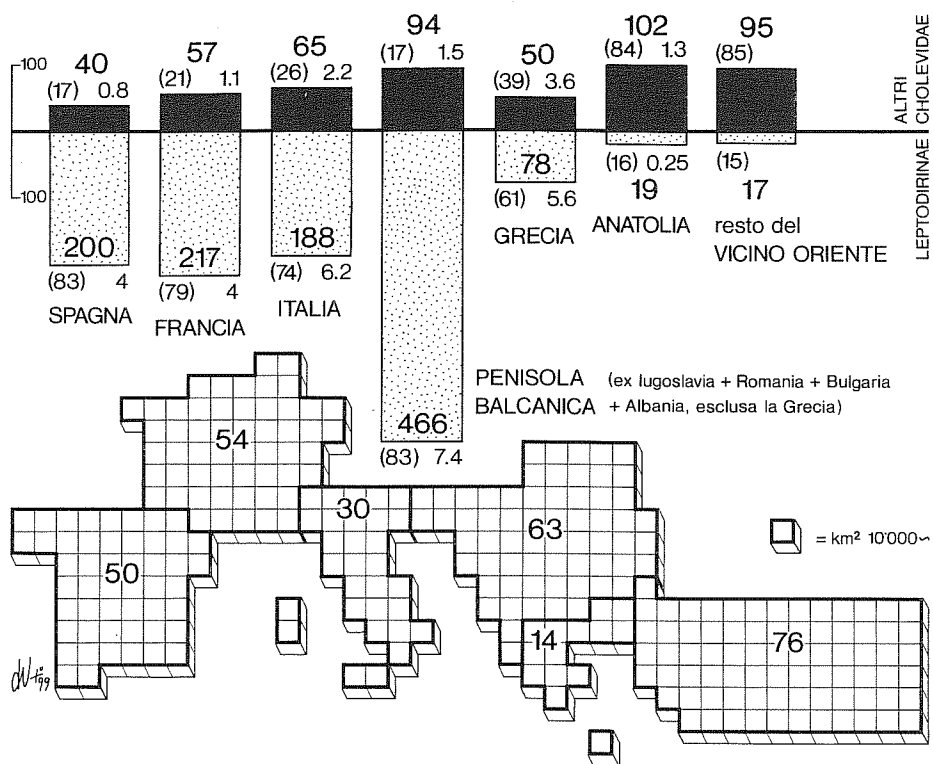 40
(17) 0.8
57
(21) 1.1
65
(26) 2.2
94
(17) 1.5
50
(39) 3.6
102
(84) 1.3
95
(85)
ALTRI
CHOLEVIDAE
LEPTODIRINAE
100
100
200
(83) 4
SPAGNA
217
(79) 4
FRANCIA
188
(74) 6.2
ITALIA
466
(83) 7.4
78
(61) 5.6
GRECIA
(16) 0.25
19
ANATOLIA
(15)
17
resto del
VICINO ORIENTE
PENISOLA (ex Iugoslavia + Romania + Bulgaria
BALCANICA + Albania, esclusa la Grecia)
54
30
63
50
14
76
= km² 10'000~